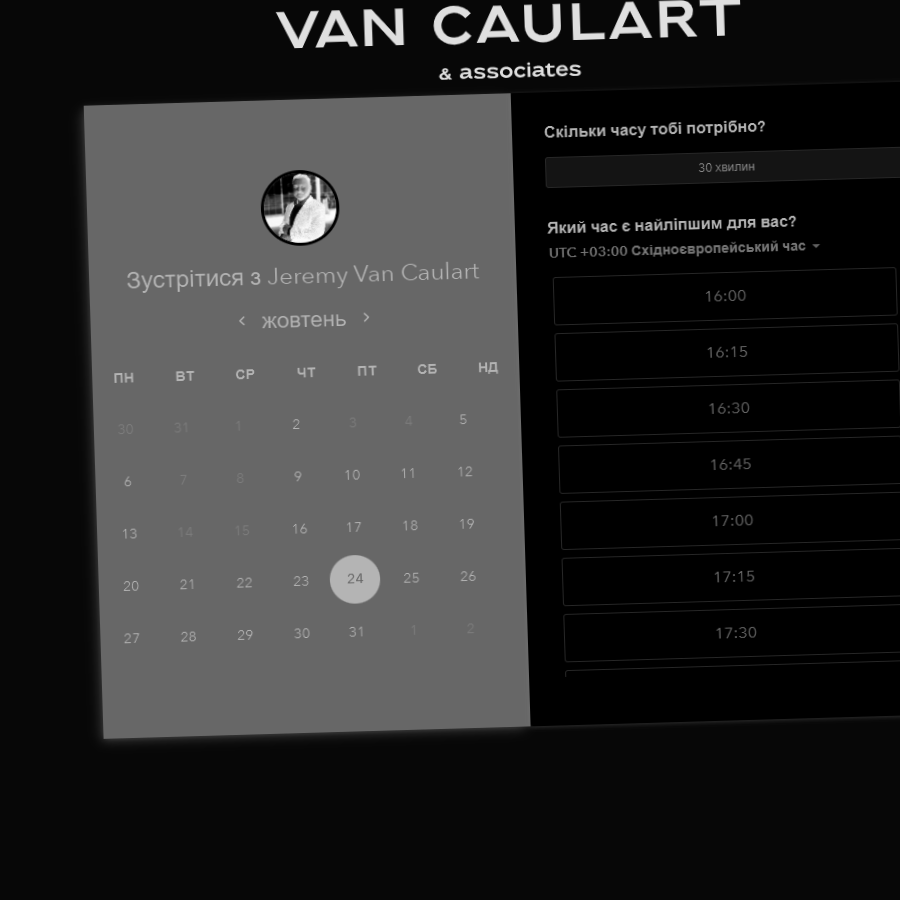 VAN CAULART
& associates
Зустрітися з Jeremy Van Caulart
‹ жовтень ›
ПН ВТ СР ЧТ ПТ СБ НД
30 31 1 2 3 4 5
6 7 8 9 10 11 12
13 14 15 16 17 18 19
20 21 22 23 24 25 26
27 28 29 30 31 1 2
Скільки часу тобі потрібно?
30 хвилин
Який час є найліпшим для вас?
UTC +03:00 Східноєвропейський час
16:00
16:15
16:30
16:45
17:00
17:15
17:30